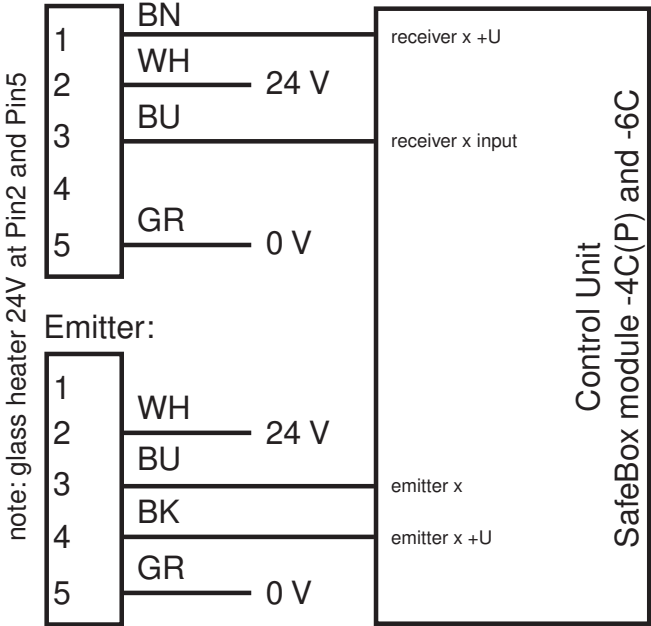 BN
1
receiver x +U
WH
2
24 V
BU
3
receiver x input
4
GR
5
0 V
Emitter:
1
WH
2
24 V
BU
3
emitter x
BK
4
emitter x +U
GR
5
0 V
note: glass heater 24V at Pin2 and Pin5
Control Unit
SafeBox module -4C(P) and -6C